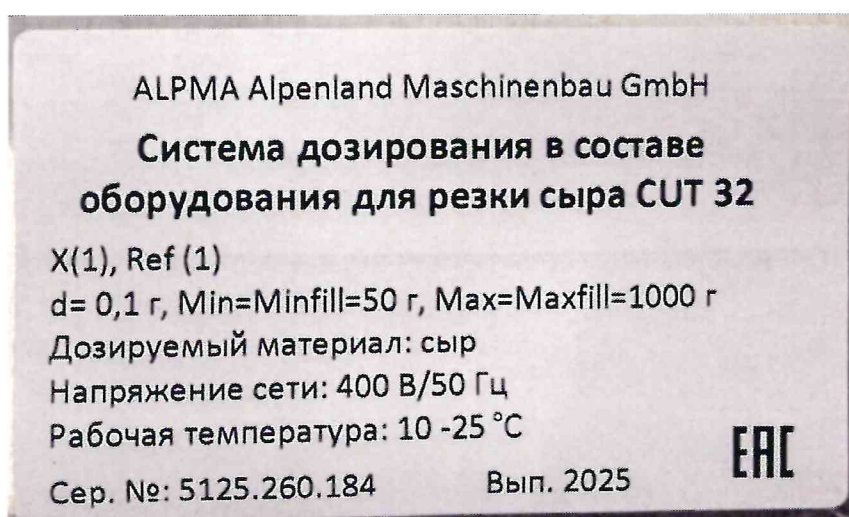 ALPMA Alpenland Maschinenbau GmbH
Система дозирования в составе
оборудования для резки сыра CUT 32
X(1), Ref (1)
d= 0,1 г, Min=Minfill=50 г, Max=Maxfill=1000 г
Дозируемый материал: сыр
Напряжение сети: 400 В/50 Гц
Рабочая температура: 10 -25 °C
Сер. №: 5125.260.184 Вып. 2025
EAC